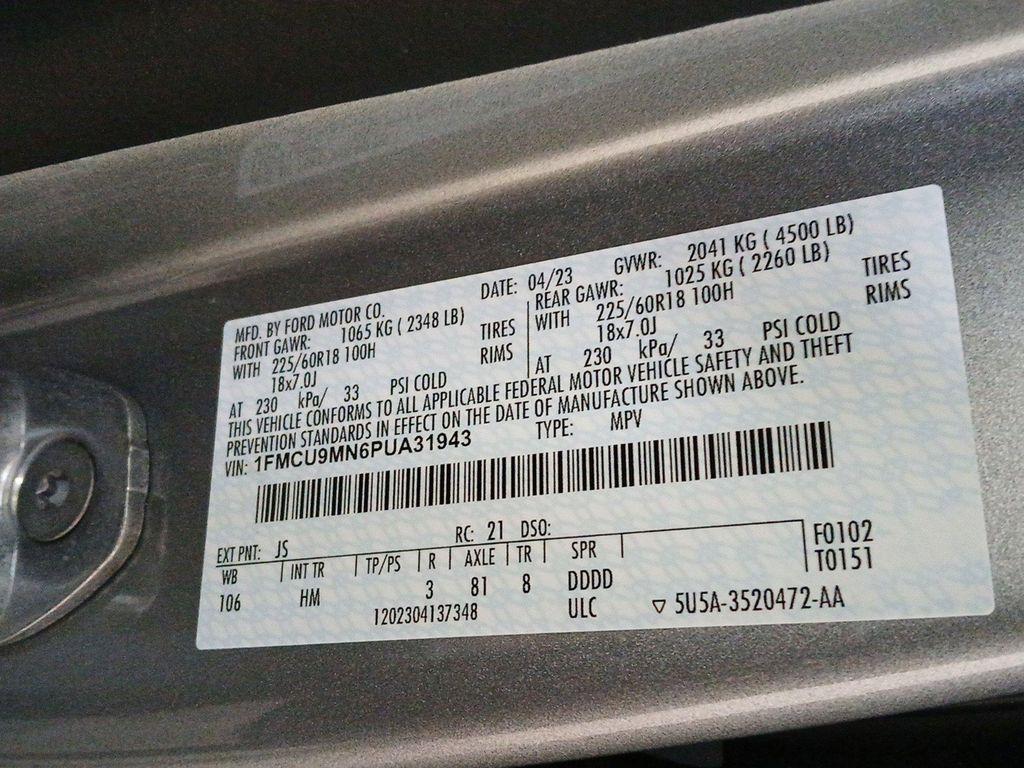 MFD. BY FORD MOTOR CO. DATE: 04/23 GVWR: 2041 KG ( 4500 LB)
FRONT GAWR: 1065 KG ( 2348 LB) REAR GAWR: 1025 KG ( 2260 LB)
WITH 225/60R18 100H TIRES WITH 225/60R18 100H TIRES
18x7.0J RIMS 18x7.0J RIMS
AT 230 kPa/ 33 PSI COLD AT 230 kPa/ 33 PSI COLD
THIS VEHICLE CONFORMS TO ALL APPLICABLE FEDERAL MOTOR VEHICLE SAFETY AND THEFT
PREVENTION STANDARDS IN EFFECT ON THE DATE OF MANUFACTURE SHOWN ABOVE.
VIN: 1FMCU9MN6PUA31943 TYPE: MPV
EXT PNT: JS RC: 21 DSO:
WB INT TR TP/PS R AXLE TR SPR F0102
106 HM 3 81 8 DDDD T0151
1202304137348 ULC ▽ 5U5A-3520472-AA